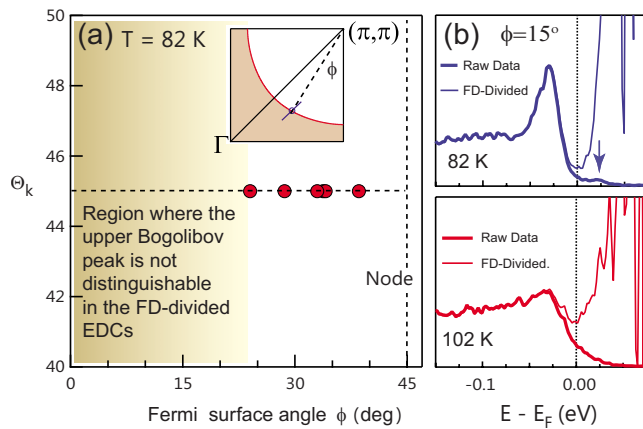 (a) T = 82 K
(π,π)
ϕ
Γ
50
48
46
44
42
40
Θk
Region where the
upper Bogolibov
peak is not
distinguishable
in the FD-divided
EDCs
Node
0
15
30
45
Fermi surface angle ϕ (deg)
(b) ϕ=15°
Raw Data
FD-Divided
82 K
Raw Data
FD-Divided.
102 K
-0.1
0.00
E - EF (eV)